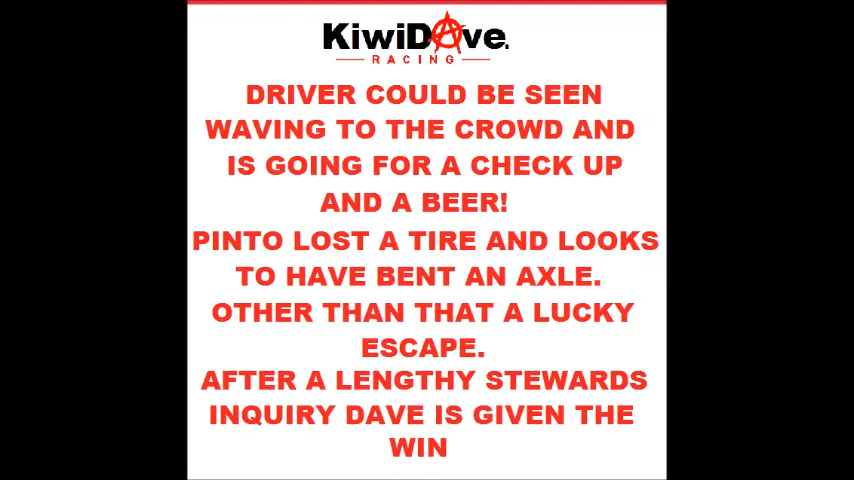 KiwiDAve.
RACING
DRIVER COULD BE SEEN
WAVING TO THE CROWD AND
IS GOING FOR A CHECK UP
AND A BEER!
PINTO LOST A TIRE AND LOOKS
TO HAVE BENT AN AXLE.
OTHER THAN THAT A LUCKY
ESCAPE.
AFTER A LENGTHY STEWARDS
INQUIRY DAVE IS GIVEN THE
WIN